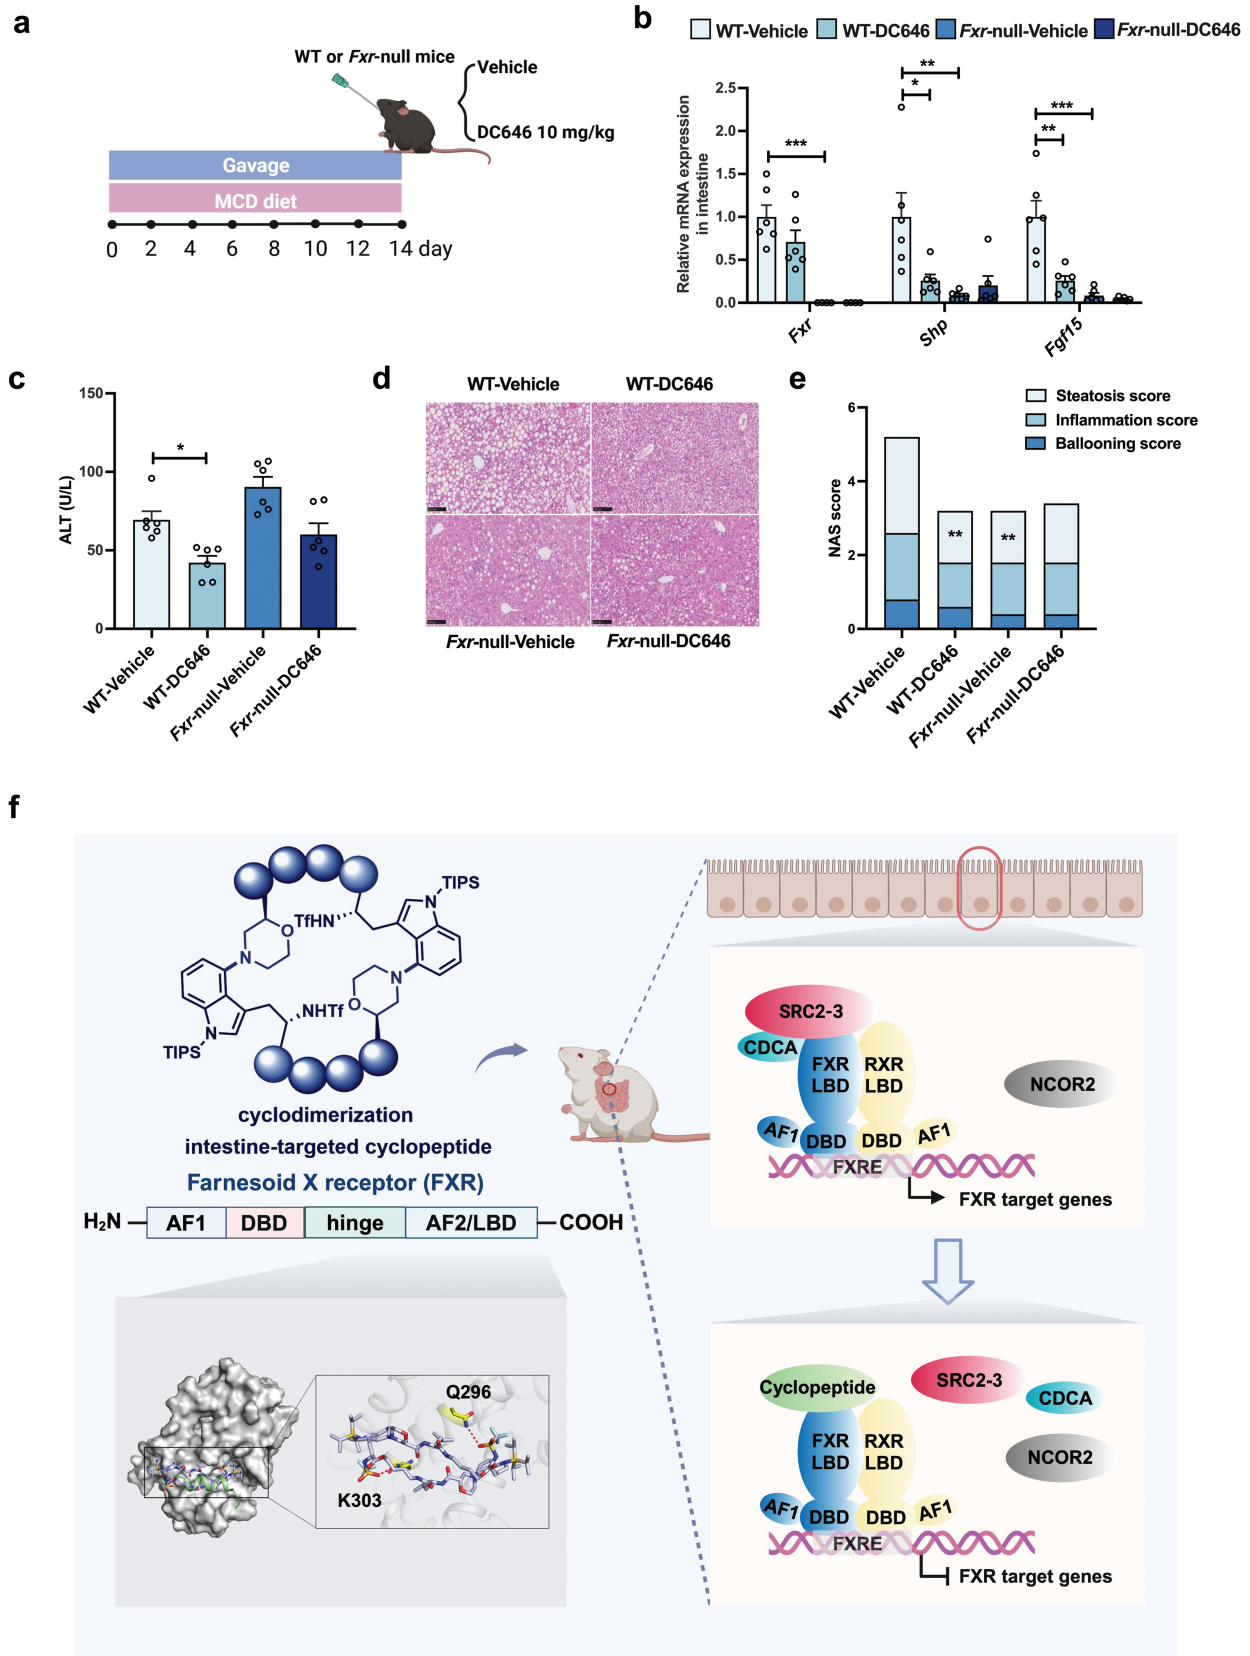 a
WT or Fxr-null mice
Vehicle
DC646 10 mg/kg
Gavage
MCD diet
0 2 4 6 8 10 12 14 day
b
WT-Vehicle WT-DC646 Fxr-null-Vehicle Fxr-null-DC646
Relative mRNA expression
in intestine
2.5
2.0
1.5
1.0
0.5
0.0
***
**
*
***
**
Fxr
Shp
Fgf15
c
ALT (U/L)
150
100
50
0
*
WT-Vehicle
WT-DC646
Fxr-null-Vehicle
Fxr-null-DC646
d
WT-Vehicle WT-DC646
Fxr-null-Vehicle Fxr-null-DC646
e
Steatosis score
Inflammation score
Ballooning score
NAS score
6
4
2
0
**
**
WT-Vehicle
WT-DC646
Fxr-null-Vehicle
Fxr-null-DC646
f
TIPS
N
TfHN
O
N
N
O
NHTf
N
TIPS
cyclodimerization
intestine-targeted cyclopeptide
Farnesoid X receptor (FXR)
H₂N AF1 DBD hinge AF2/LBD COOH
Q296
K303
SRC2-3
CDCA
FXR
LBD
RXR
LBD
NCOR2
AF1
DBD
DBD
AF1
FXRE
FXR target genes
Cyclopeptide
SRC2-3
CDCA
FXR
LBD
RXR
LBD
NCOR2
AF1
DBD
DBD
AF1
FXRE
FXR target genes